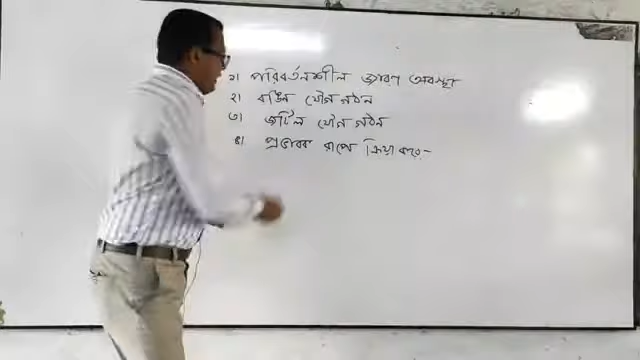 ১। পরিবর্তনশীল জারণ অবস্থা
২। রঙিন যৌগ গঠন
৩। জটিল যৌগ গঠন
৪। প্রভাবক রূপে ক্রিয়া করে-